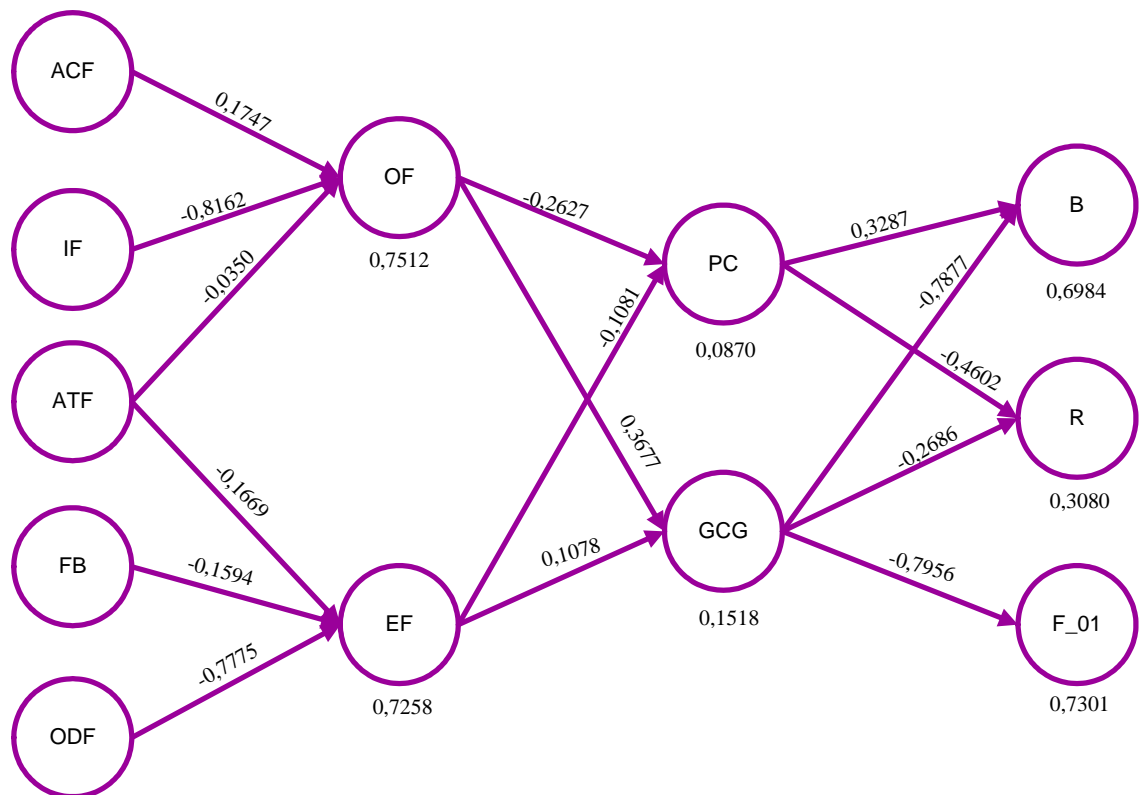 ACF
0,1747
OF
0,7512
IF
-0,8162
-0,0350
ATF
-0,1669
FB
-0,1594
EF
0,7258
ODF
-0,7775
-0,2627
-0,1081
PC
0,0870
0,3677
0,1078
GCG
0,1518
0,3287
-0,7877
B
0,6984
-0,4602
-0,2686
R
0,3080
-0,7956
F_01
0,7301